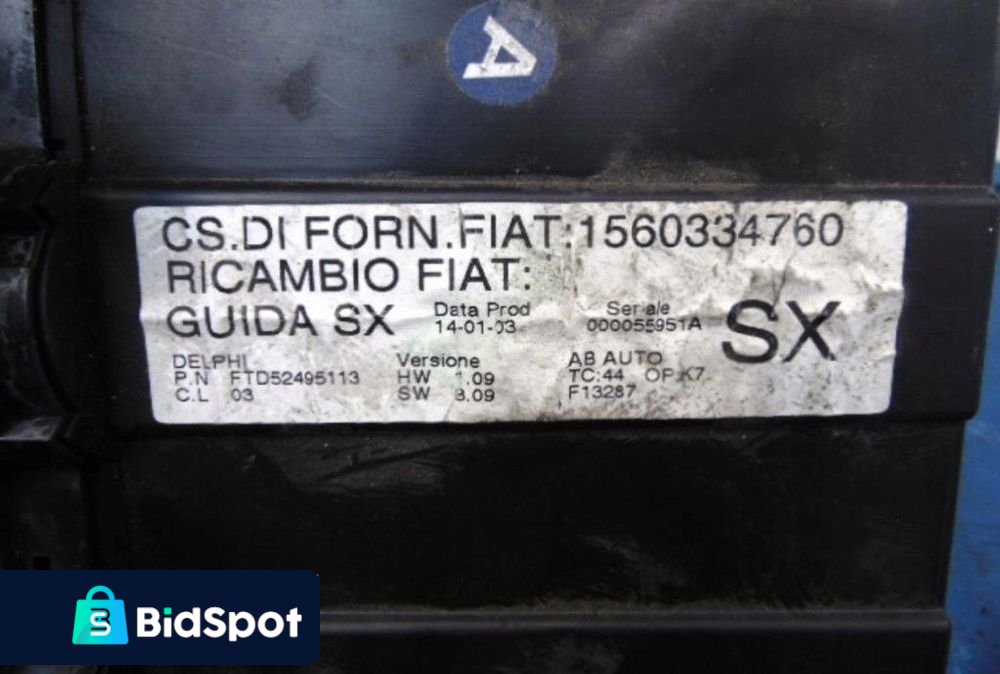 A
CS.DI FORN.FIAT:1560334760
RICAMBIO FIAT:
GUIDA SX
Data Prod
14-01-03
Seriale
000055951A
SX
DELPHI
P.N FTD52495113
C.L 03
Versione
HW 1.09
SW 3.09
AB AUTO
TC:44 OP.K7
F13287
BidSpot